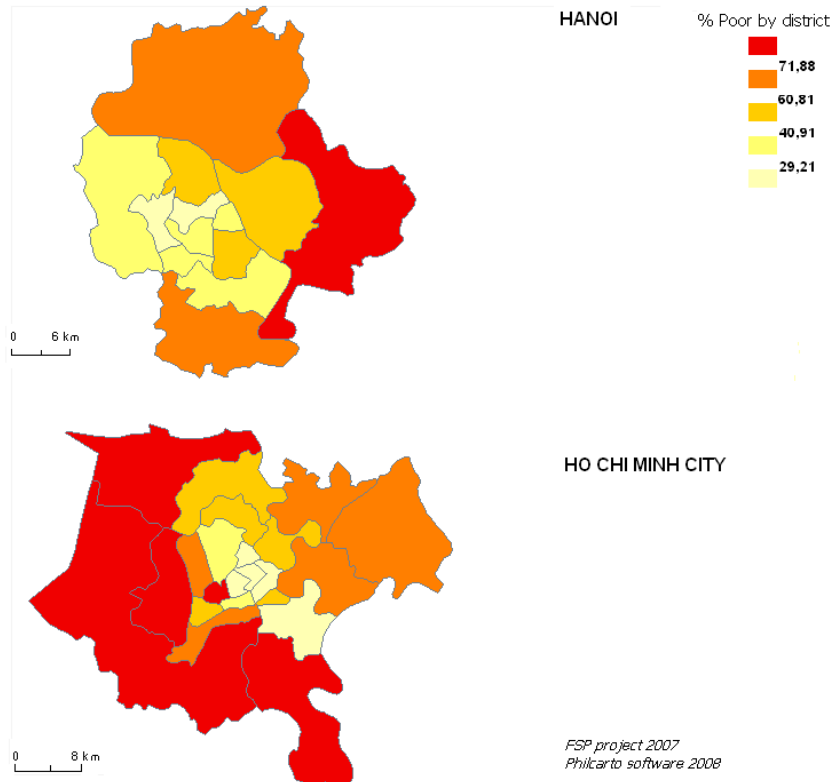 HANOI
% Poor by district
71,88
60,81
40,91
29,21
0 6 km
HO CHI MINH CITY
0 8 km
FSP project 2007
Philcarto software 2008